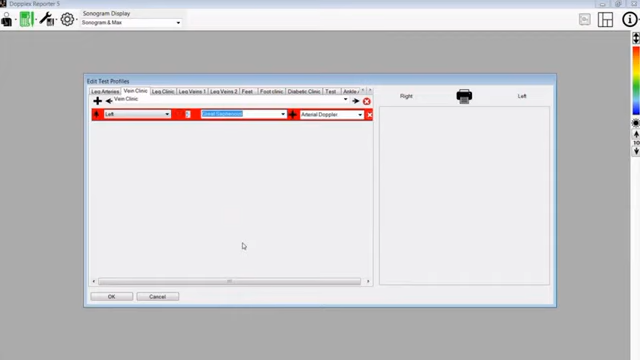 Dopplex Reporter 5
Sonogram Display
Sonogram & Max
Edit Test Profiles
Leg Arteries
Vein Clinic
Leg Clinic
Leg Veins 1
Leg Veins 2
Feet
Foot clinic
Diabetic Clinic
Test
Ankle /
Vein Clinic
Left
Great Saphenous
Arterial Doppler
Right
Left
10
OK
Cancel